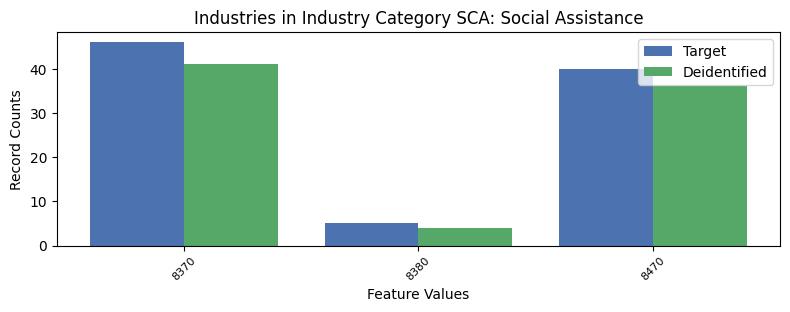 Industries in Industry Category SCA: Social Assistance
Target
Deidentified
Record Counts
40
30
20
10
0
8370
8380
8470
Feature Values